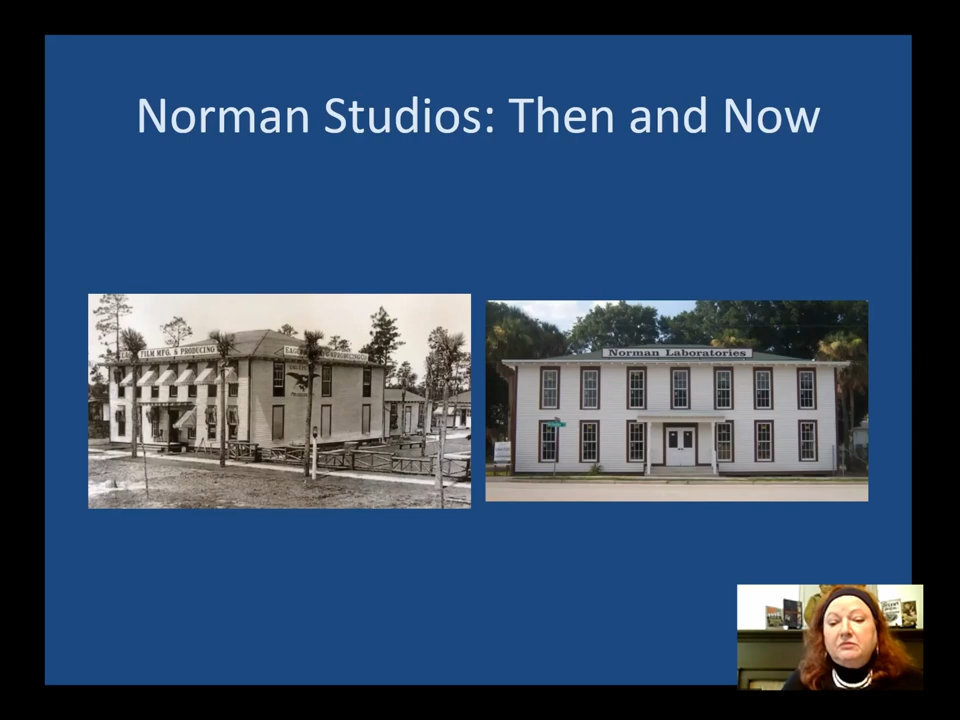 Norman Studios: Then and Now
FILM MFG. & PRODUCING
Norman Laboratories